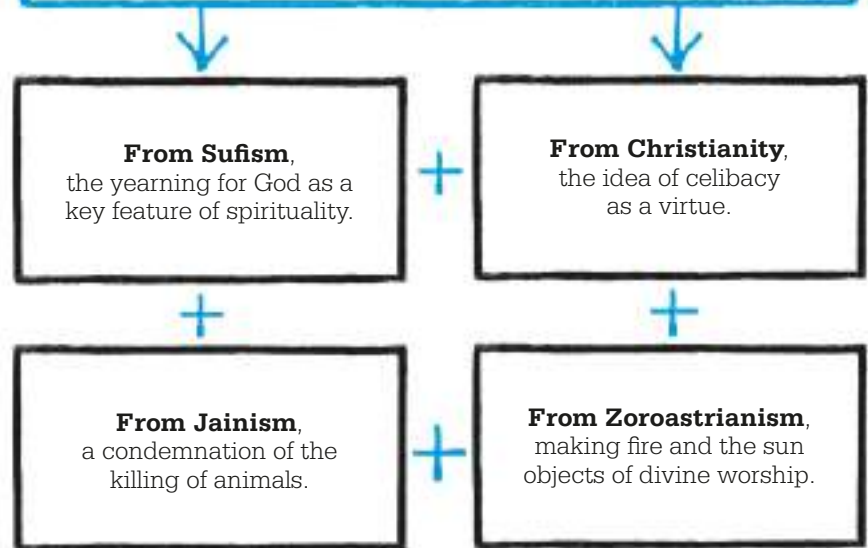 From Sufism,
the yearning for God as a
key feature of spirituality.
From Christianity,
the idea of celibacy
as a virtue.
From Jainism,
a condemnation of the
killing of animals.
From Zoroastrianism,
making fire and the sun
objects of divine worship.